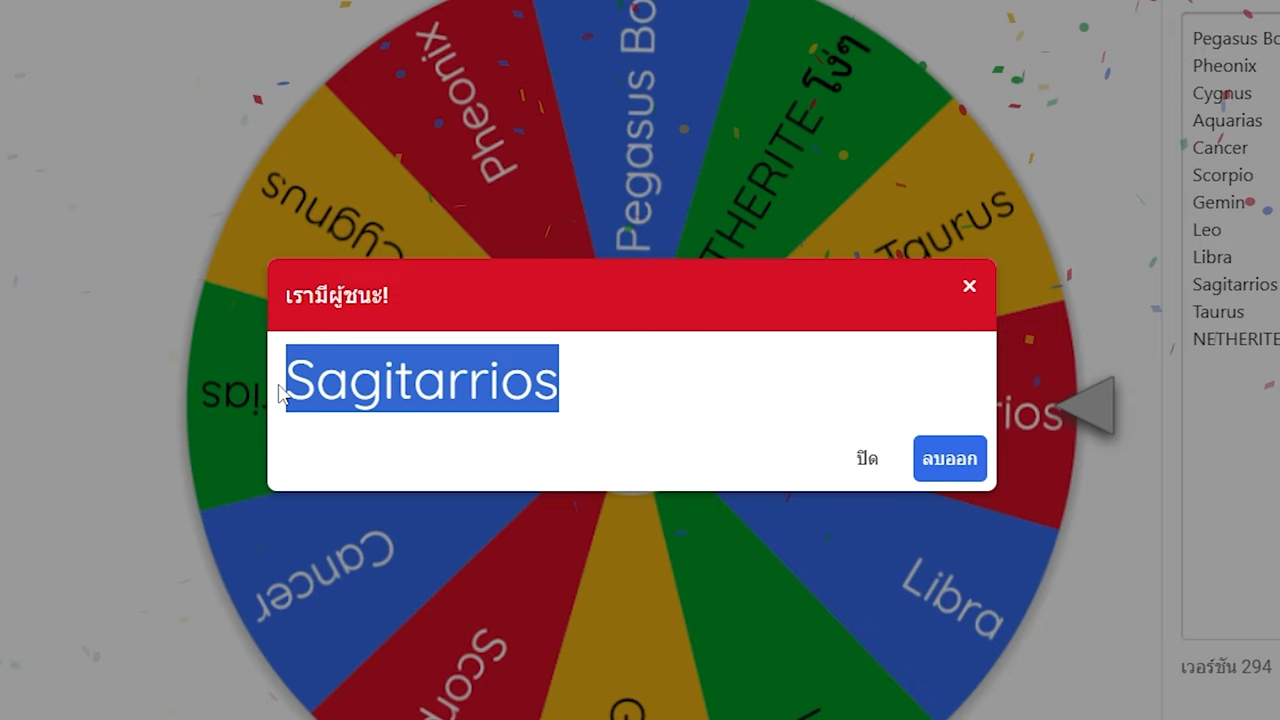 Pheonix
Pegasus Bo
THERITE-โง่ๆ
Cygnus
Taurus
เรามีผู้ชนะ!
×
Sagitarrios
ปิด
ลบออก
rios
Libra
Cancer
Scorp
Pegasus Bo
Pheonix
Cygnus
Aquarias
Cancer
Scorpio
Gemin
Leo
Libra
Sagitarrios
Taurus
NETHERITE
เวอร์ชัน 294